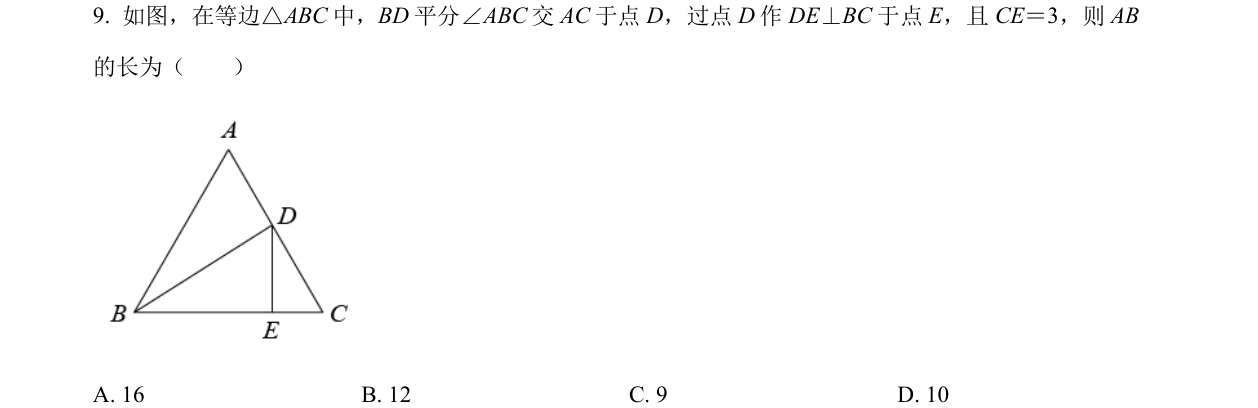 9. 如图，在等边△ABC中，BD平分∠ABC交AC于点D，过点D作DE⊥BC于点E，且CE=3，则AB
的长为（　　）
A
D
B
C
E
A. 16 B. 12 C. 9 D. 10